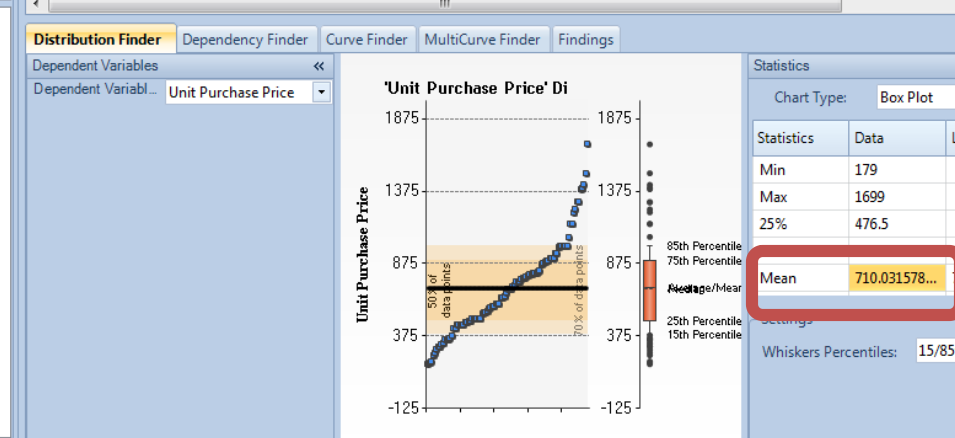 Distribution Finder Dependency Finder Curve Finder MultiCurve Finder Findings
Dependent Variables «
Dependent Variabl... Unit Purchase Price
'Unit Purchase Price' Di
Unit Purchase Price
1875
1375
875
375
-125
50% of
data points
70% of data points
1875
1375
875
375
-125
85th Percentile
75th Percentile
25th Percentile
15th Percentile
Statistics
Chart Type: Box Plot
Statistics Data
Min 179
Max 1699
25% 476.5
Mean 710.031578...
Settings
Whiskers Percentiles: 15/85